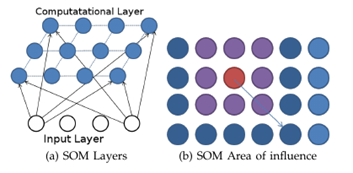 Computatational Layer
Input Layer
(a) SOM Layers
(b) SOM Area of influence